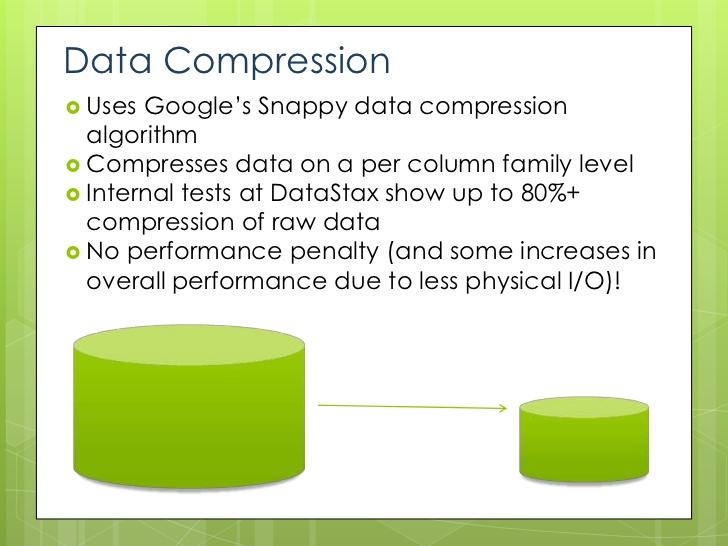 Data Compression
Uses Google’s Snappy data compression
algorithm
Compresses data on a per column family level
Internal tests at DataStax show up to 80%+
compression of raw data
No performance penalty (and some increases in
overall performance due to less physical I/O)!